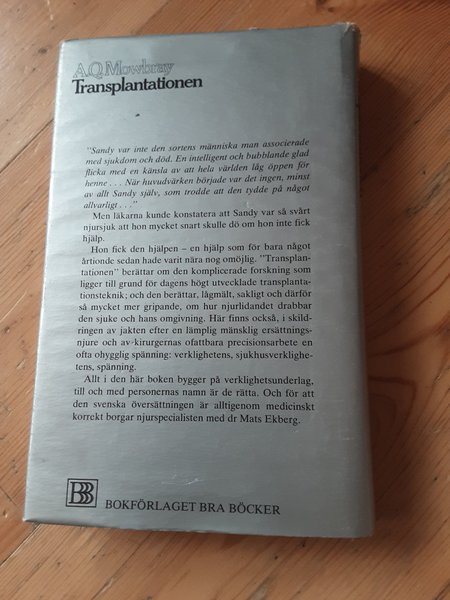 A.Q.Mowbray
Transplantationen
"Sandy var inte den sortens människa man associerade
med sjukdom och död. En intelligent och bubblande glad
flicka med en känsla av att hela världen låg öppen för
henne . . . När huvudvärken började var det ingen, minst
av allt Sandy själv, som trodde att den tydde på något
allvarligt . . ."
Men läkarna kunde konstatera att Sandy var så svårt
njursjuk att hon mycket snart skulle dö om hon inte fick
hjälp.
Hon fick den hjälpen – en hjälp som för bara något
årtionde sedan hade varit nära nog omöjlig. "Transplan-
tationen" berättar om den komplicerade forskning som
ligger till grund för dagens högt utvecklade transplanta-
tionsteknik; och den berättar, lågmält, sakligt och därför
så mycket mer gripande, om hur njurlidandet drabbar
den sjuke och hans omgivning. Här finns också, i skild-
ringen av jakten efter en lämplig mänsklig ersättnings-
njure och av-kirurgernas ofattbara precisionsarbete en
ofta ohygglig spänning: verklighetens, sjukhusverklighe-
tens, spänning.
Allt i den här boken bygger på verklighetsunderlag,
till och med personernas namn är de rätta. Och för att
den svenska översättningen är alltigenom medicinskt
korrekt borgar njurspecialisten med dr Mats Ekberg.
BBB BOKFÖRLAGET BRA BÖCKER